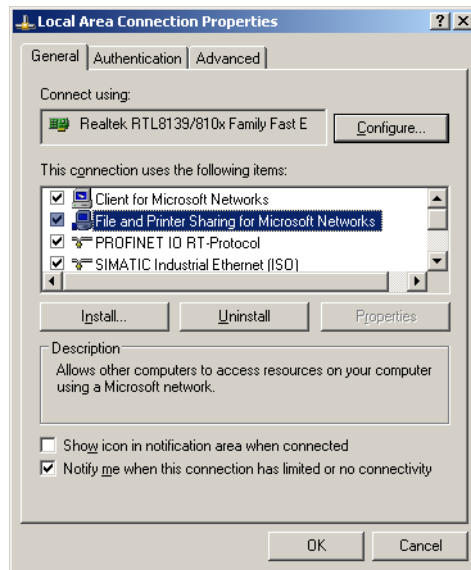 Local Area Connection Properties
General Authentication Advanced
Connect using:
Realtek RTL8139/810x Family Fast E Configure...
This connection uses the following items:
Client for Microsoft Networks
File and Printer Sharing for Microsoft Networks
PROFINET IO RT-Protocol
SIMATIC Industrial Ethernet (ISO)
Install... Uninstall Properties
Description
Allows other computers to access resources on your computer
using a Microsoft network.
Show icon in notification area when connected
Notify me when this connection has limited or no connectivity
OK Cancel